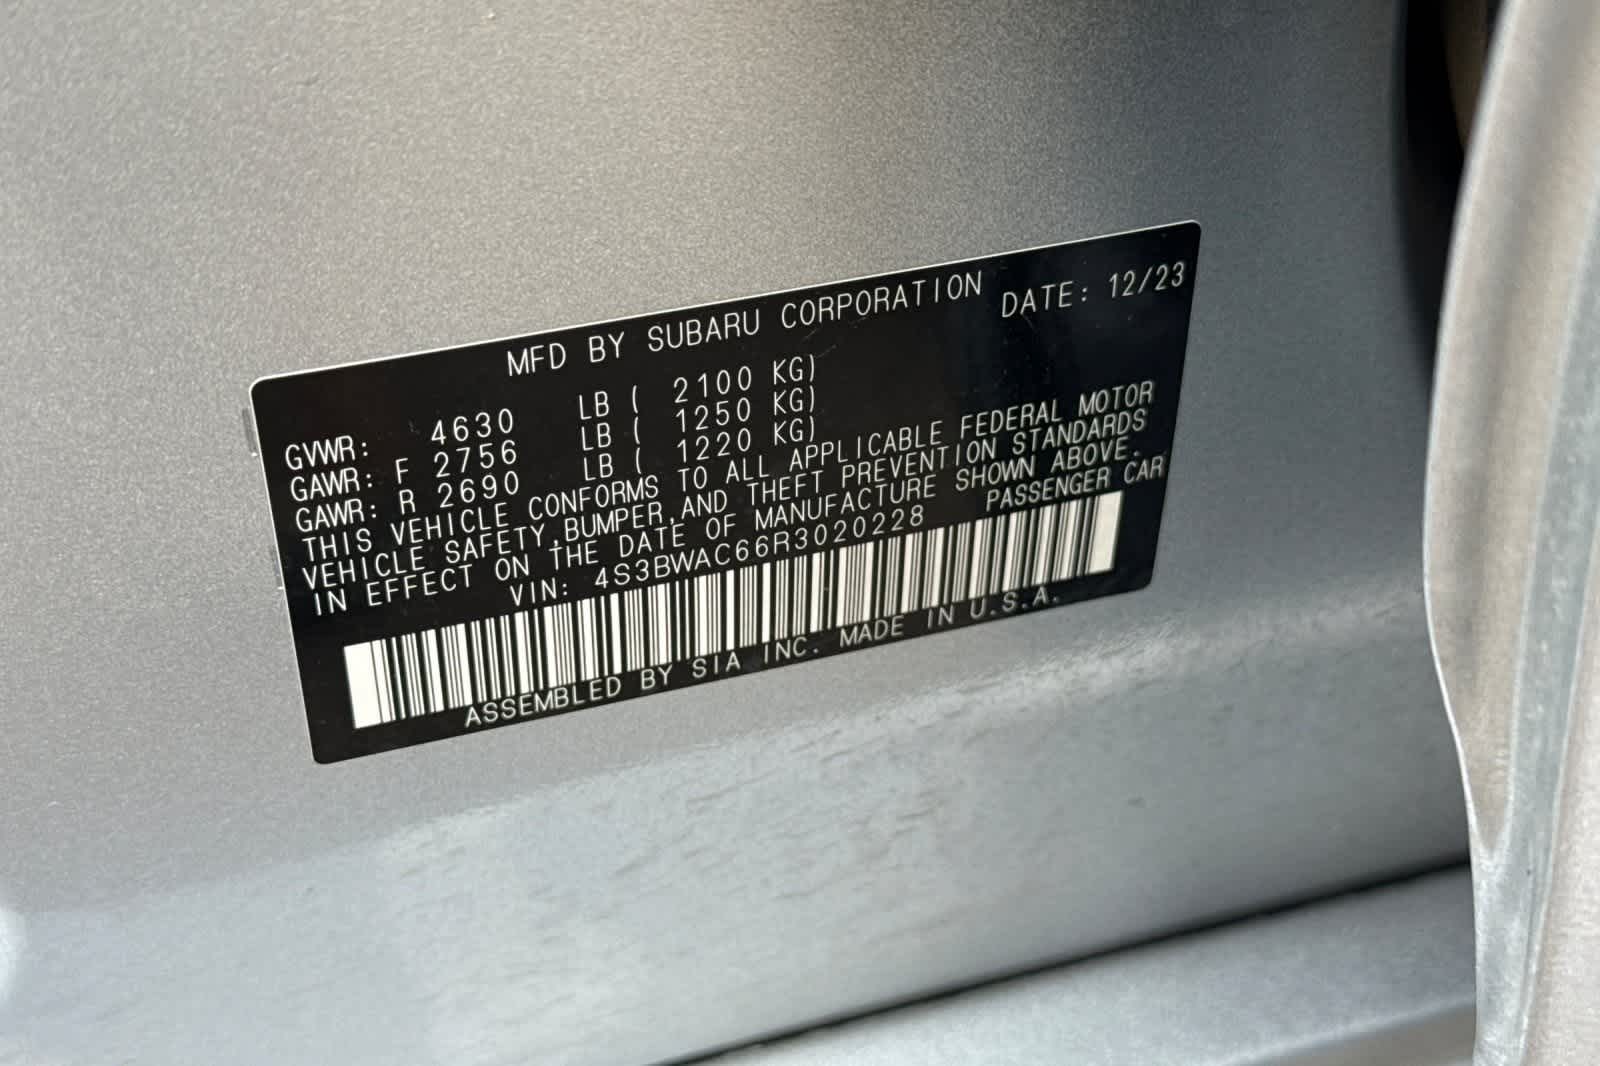 MFD BY SUBARU CORPORATION DATE: 12/23
GVWR: 4630 LB ( 2100 KG)
GAWR: F 2756 LB ( 1250 KG)
GAWR: R 2690 LB ( 1220 KG)
THIS VEHICLE CONFORMS TO ALL APPLICABLE FEDERAL MOTOR
VEHICLE SAFETY,BUMPER,AND THEFT PREVENTION STANDARDS
IN EFFECT ON THE DATE OF MANUFACTURE SHOWN ABOVE.
VIN: 4S3BWAC66R3020228 PASSENGER CAR
ASSEMBLED BY SIA INC. MADE IN U.S.A.